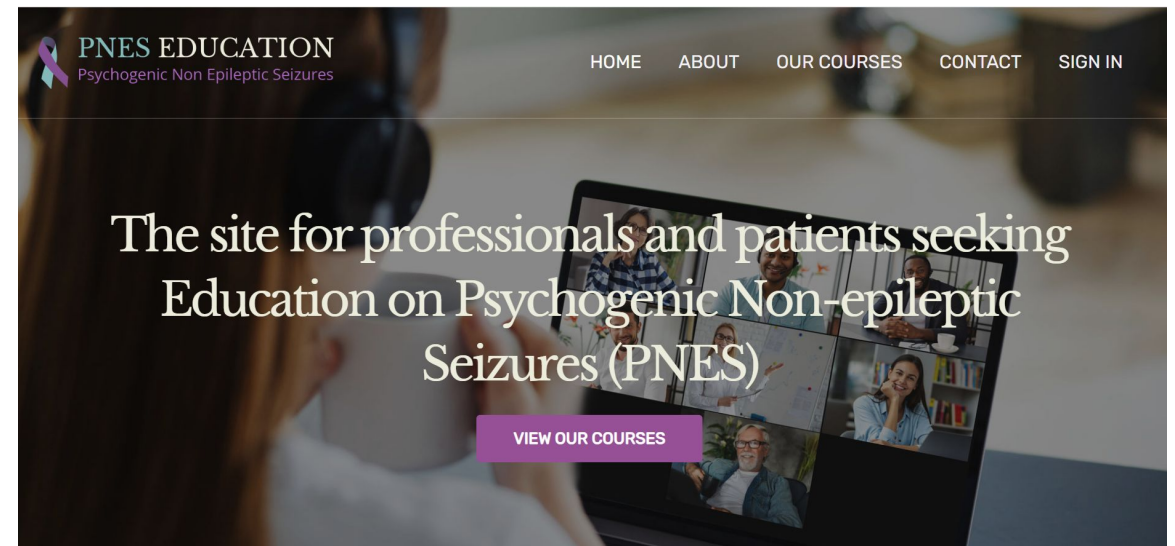 PNES EDUCATION
Psychogenic Non Epileptic Seizures
HOME ABOUT OUR COURSES CONTACT SIGN IN
The site for professionals and patients seeking
Education on Psychogenic Non-epileptic
Seizures (PNES)
VIEW OUR COURSES